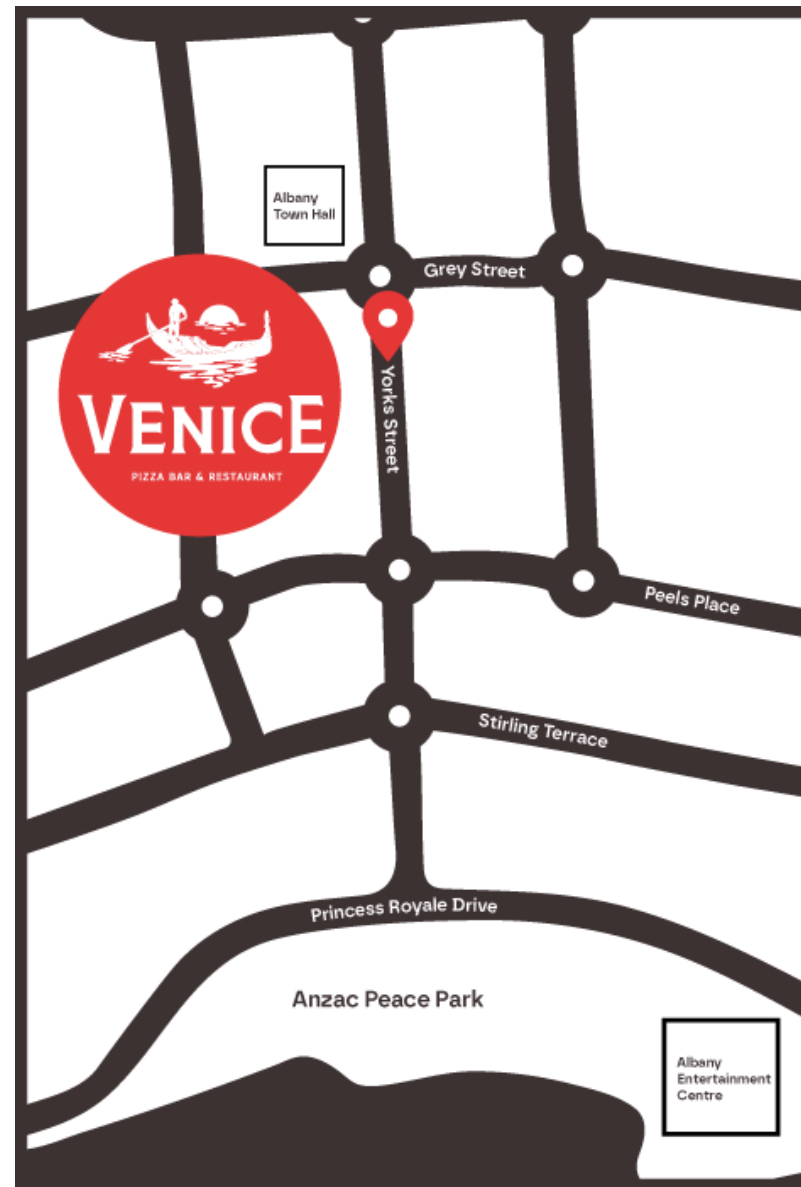 Albany
Town Hall
Grey Street
VENICE
PIZZA BAR & RESTAURANT
Yorks Street
Peels Place
Stirling Terrace
Princess Royale Drive
Anzac Peace Park
Albany
Entertainment
Centre